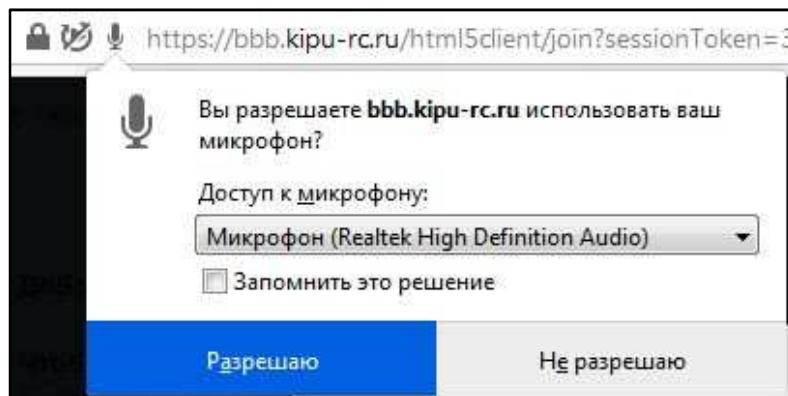 https://bbb.kipu-rc.ru/html5client/join?sessionToken=
Вы разрешаете bbb.kipu-rc.ru использовать ваш
микрофон?
Доступ к микрофону:
Микрофон (Realtek High Definition Audio)
Запомнить это решение
Разрешаю
Не разрешаю